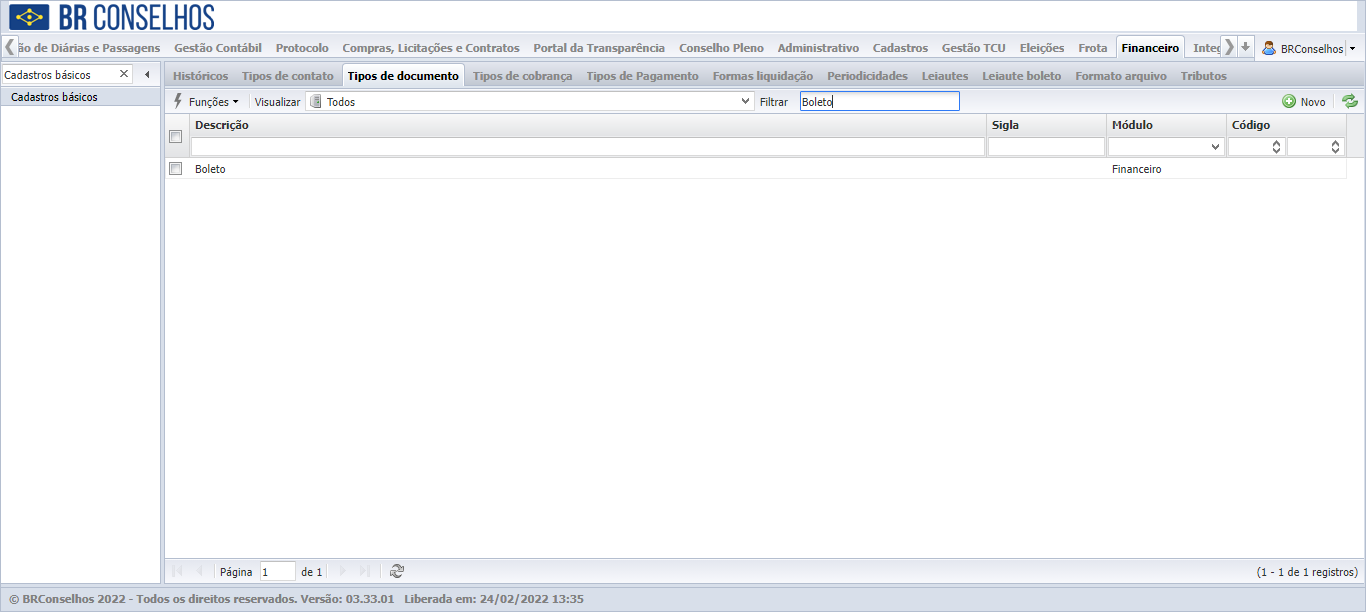 BR CONSELHOS
ão de Diárias e Passagens Gestão Contábil Protocolo Compras, Licitações e Contratos Portal da Transparência Conselho Pleno Administrativo Cadastros Gestão TCU Eleições Frota Financeiro Integ BRConselhos
Cadastros básicos Históricos Tipos de contato Tipos de documento Tipos de cobrança Tipos de Pagamento Formas liquidação Periodicidades Leiautes Leiaute boleto Formato arquivo Tributos
Cadastros básicos Funções Visualizar Todos Filtrar Boleto Novo
Descrição Sigla Módulo Código
Boleto Financeiro
Página 1 de 1 (1 - 1 de 1 registros)
© BRConselhos 2022 - Todos os direitos reservados. Versão: 03.33.01 Liberada em: 24/02/2022 13:35